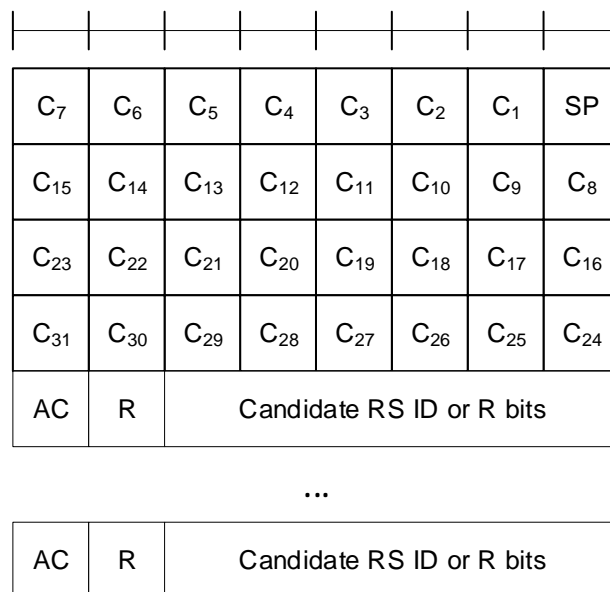 C₇ C₆ C₅ C₄ C₃ C₂ C₁ SP
C₁₅ C₁₄ C₁₃ C₁₂ C₁₁ C₁₀ C₉ C₈
C₂₃ C₂₂ C₂₁ C₂₀ C₁₉ C₁₈ C₁₇ C₁₆
C₃₁ C₃₀ C₂₉ C₂₈ C₂₇ C₂₆ C₂₅ C₂₄
AC R Candidate RS ID or R bits
...
AC R Candidate RS ID or R bits